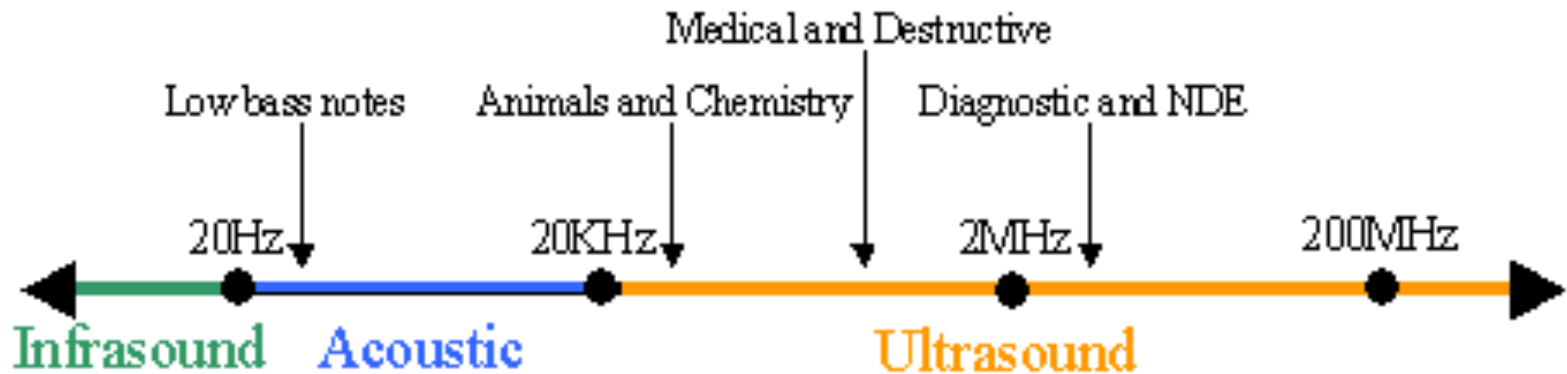 Medical and Destructive
Low bass notes
Animals and Chemistry
Diagnostic and NDE
20Hz
20KHz
2MHz
200MHz
Infrasound
Acoustic
Ultrasound